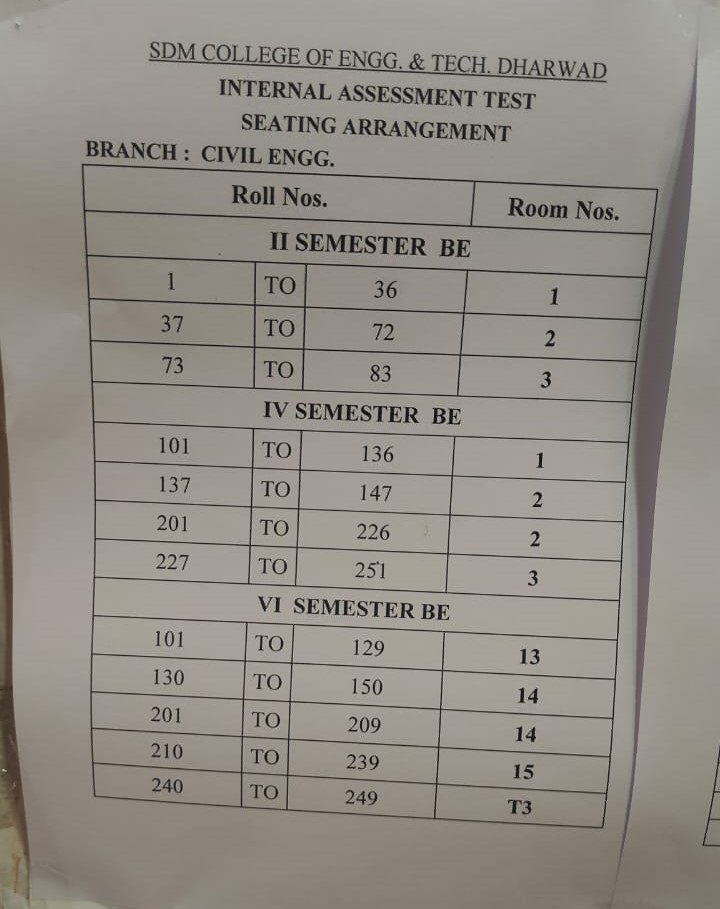 SDM COLLEGE OF ENGG. & TECH. DHARWAD
INTERNAL ASSESSMENT TEST
SEATING ARRANGEMENT
BRANCH : CIVIL ENGG.
Roll Nos. Room Nos.
II SEMESTER BE
1 TO 36 1
37 TO 72 2
73 TO 83 3
IV SEMESTER BE
101 TO 136 1
137 TO 147 2
201 TO 226 2
227 TO 251 3
VI SEMESTER BE
101 TO 129 13
130 TO 150 14
201 TO 209 14
210 TO 239 15
240 TO 249 T3